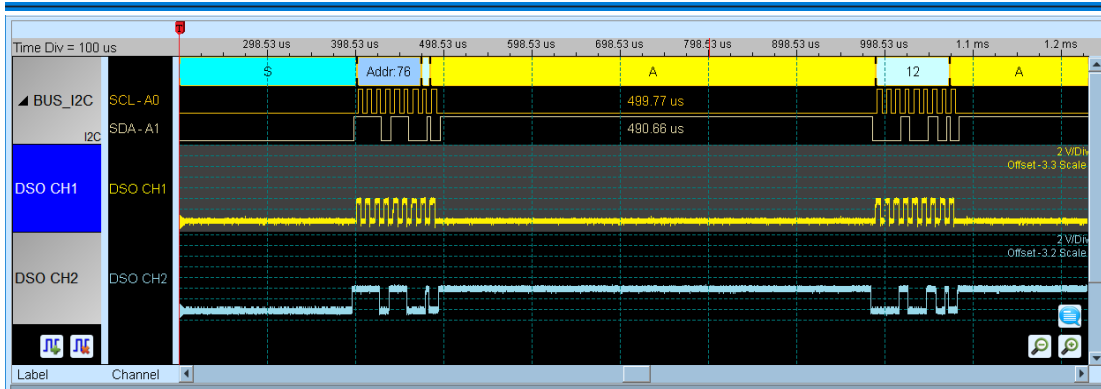 Time Div = 100 us
298.53 us 398.53 us 498.53 us 598.53 us 698.53 us 798.53 us 898.53 us 998.53 us 1.1 ms 1.2 ms
T
S Addr:76 A 12 A
BUS_I2C SCL - A0 499.77 us
I2C SDA - A1 490.66 us
2 V/Div
Offset -3.3 Scale
DSO CH1 DSO CH1
2 V/Div
Offset -3.2 Scale
DSO CH2 DSO CH2
Label Channel